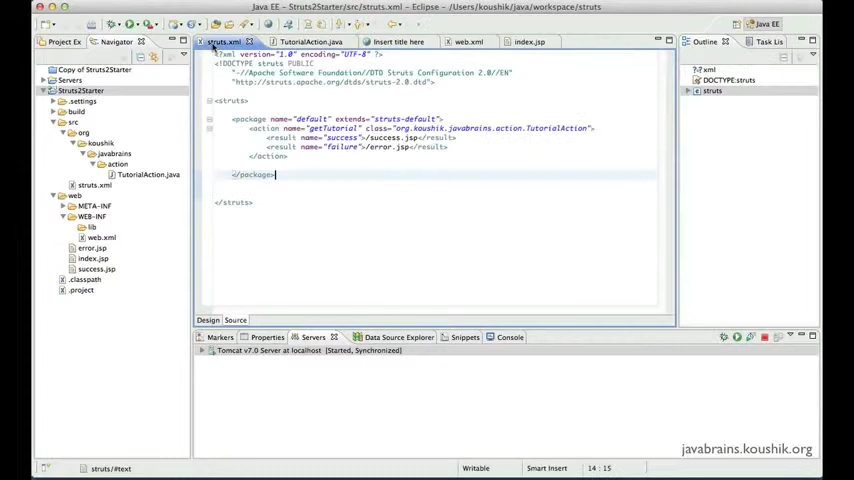 Java EE - Struts2Starter/src/struts.xml - Eclipse - /Users/koushik/java/workspace/struts
Java EE
Project Ex
Navigator
struts.xml
TutorialAction.java
Insert title here
web.xml
index.jsp
Outline
Task Lis
Copy of Struts2Starter
Servers
Struts2Starter
.settings
build
src
org
koushik
javabrains
action
TutorialAction.java
struts.xml
web
META-INF
WEB-INF
lib
web.xml
error.jsp
index.jsp
success.jsp
.classpath
.project
<?xml version="1.0" encoding="UTF-8" ?>
<!DOCTYPE struts PUBLIC
"-//Apache Software Foundation//DTD Struts Configuration 2.0//EN"
"http://struts.apache.org/dtds/struts-2.0.dtd">
<struts>
<package name="default" extends="struts-default">
<action name="getTutorial" class="org.koushik.javabrains.action.TutorialAction">
<result name="success">/success.jsp</result>
<result name="failure">/error.jsp</result>
</action>
</package>
</struts>
xml
DOCTYPE:struts
struts
Design
Source
Markers
Properties
Servers
Data Source Explorer
Snippets
Console
Tomcat v7.0 Server at localhost [Started, Synchronized]
javabrains.koushik.org
struts/#text
Writable
Smart Insert
14 : 15